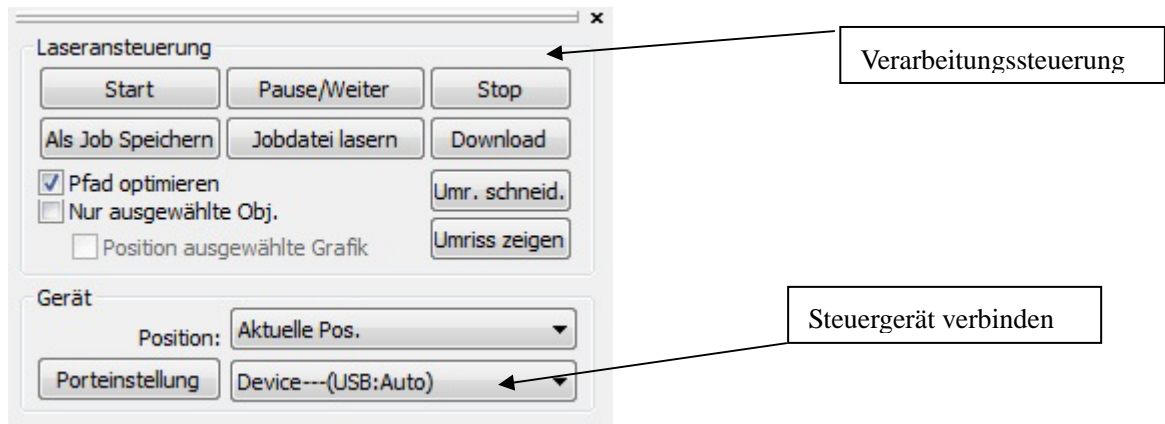 Laseransteuerung
Verarbeitungssteuerung
Start Pause/Weiter Stop
Als Job Speichern Jobdatei lasern Download
Pfad optimieren Umr. schneid.
Nur ausgewählte Obj.
Position ausgewählte Grafik Umriss zeigen
Gerät
Steuergerät verbinden
Position: Aktuelle Pos.
Porteinstellung Device---(USB:Auto)